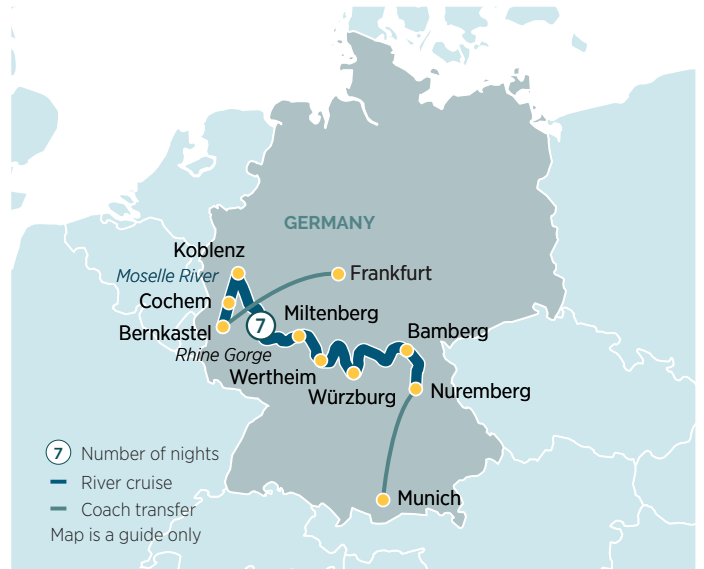 GERMANY
Koblenz
Moselle River
Frankfurt
Cochem
Miltenberg
Bernkastel
7
Bamberg
Rhine Gorge
Wertheim
Würzburg
Nuremberg
7 Number of nights
River cruise
Munich
Coach transfer
Map is a guide only